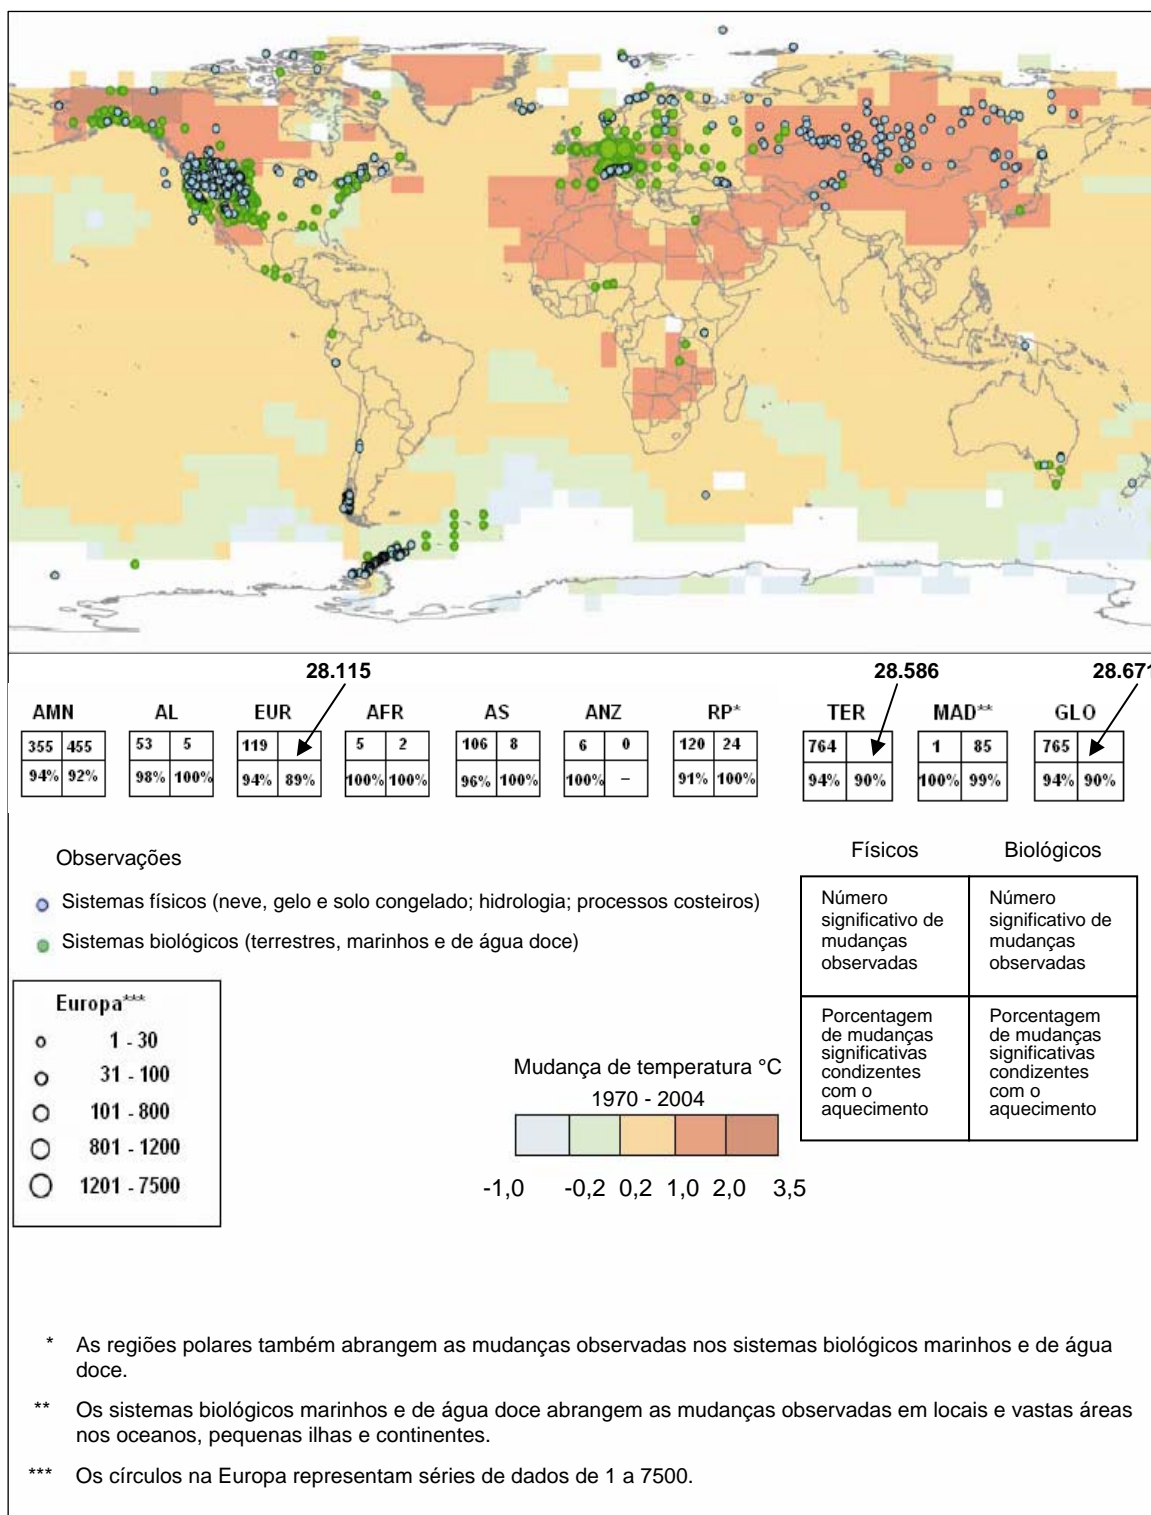 28.115 28.586 28.671
AMN AL EUR AFR AS ANZ RP* TER MAD** GLO
355 455 53 5 119 5 2 106 8 6 0 120 24 764 1 85 765
94% 92% 98% 100% 94% 89% 100% 100% 96% 100% 100% – 91% 100% 94% 90% 100% 99% 94% 90%
Observações
Sistemas físicos (neve, gelo e solo congelado; hidrologia; processos costeiros)
Sistemas biológicos (terrestres, marinhos e de água doce)
Físicos Biológicos
Número
significativo de
mudanças
observadas
Número
significativo de
mudanças
observadas
Porcentagem
de mudanças
significativas
condizentes
com o
aquecimento
Porcentagem
de mudanças
significativas
condizentes
com o
aquecimento
Europa***
1 - 30
31 - 100
101 - 800
801 - 1200
1201 - 7500
Mudança de temperatura °C
1970 - 2004
-1,0 -0,2 0,2 1,0 2,0 3,5
* As regiões polares também abrangem as mudanças observadas nos sistemas biológicos marinhos e de água
doce.
** Os sistemas biológicos marinhos e de água doce abrangem as mudanças observadas em locais e vastas áreas
nos oceanos, pequenas ilhas e continentes.
*** Os círculos na Europa representam séries de dados de 1 a 7500.